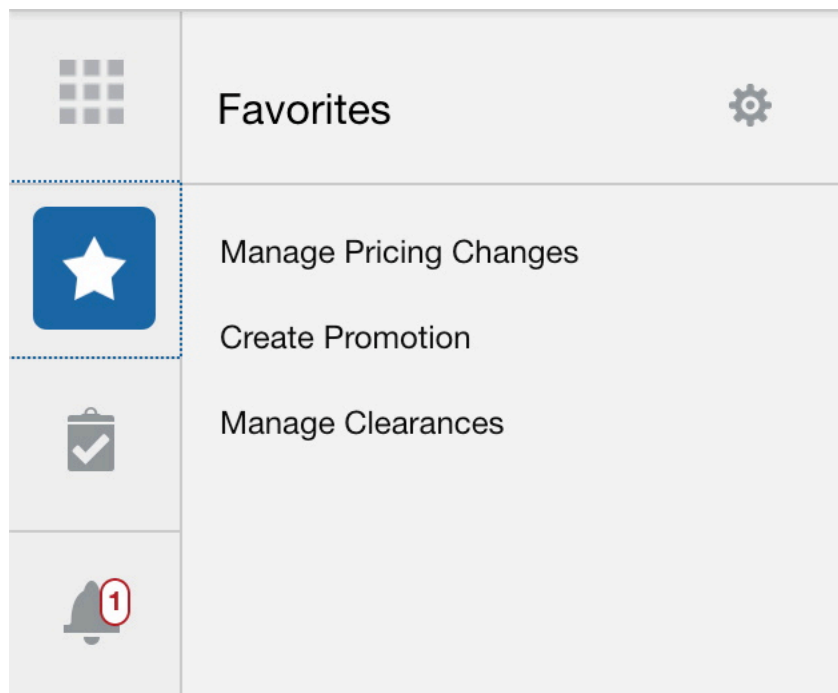 Favorites
Manage Pricing Changes
Create Promotion
Manage Clearances
1